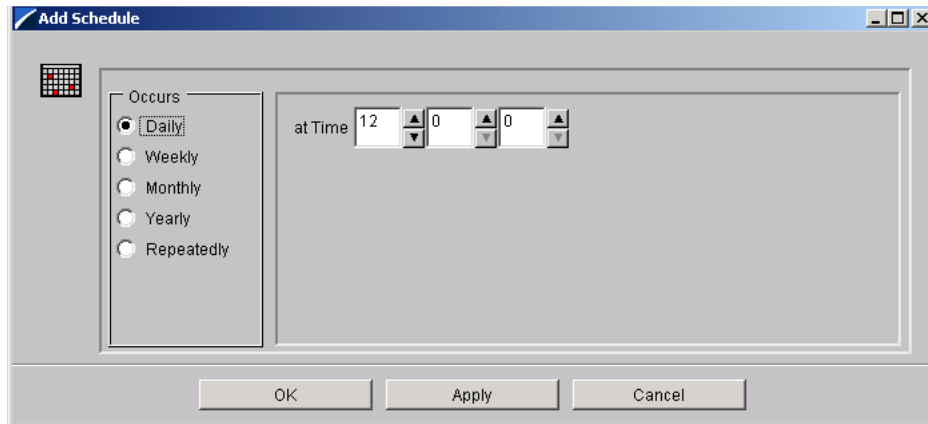 Add Schedule
Occurs
Daily
Weekly
Monthly
Yearly
Repeatedly
at Time 12 0 0
OK Apply Cancel